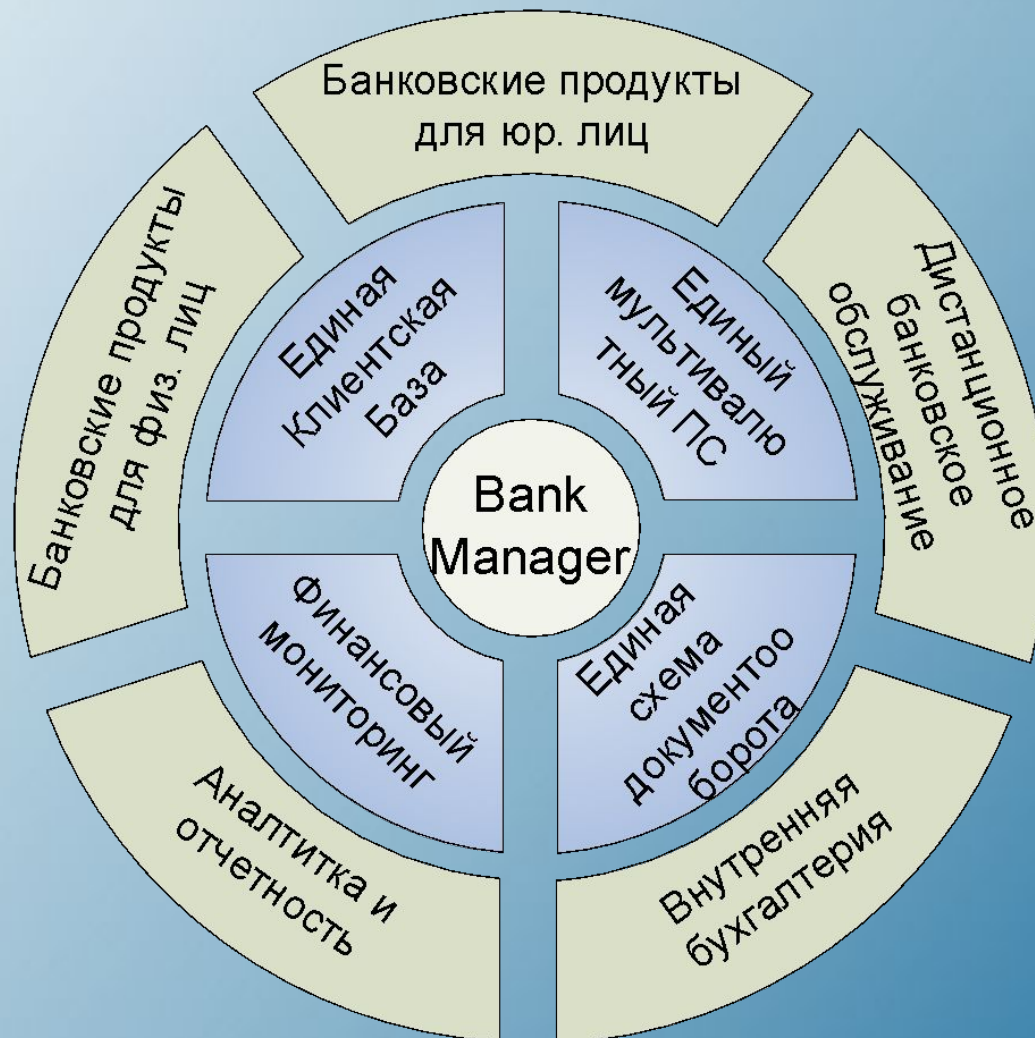 Банковские продукты
для юр. лиц
Банковские продукты
для физ. лиц
Дистанционное
банковское
обслуживание
Единая
Клиентская
База
Единый
мультивалю
тный ПС
Bank
Manager
Финансовый
мониторинг
Единая
схема
документоо
борота
Аналтитка и
отчетность
Внутренняя
бухгалтерия